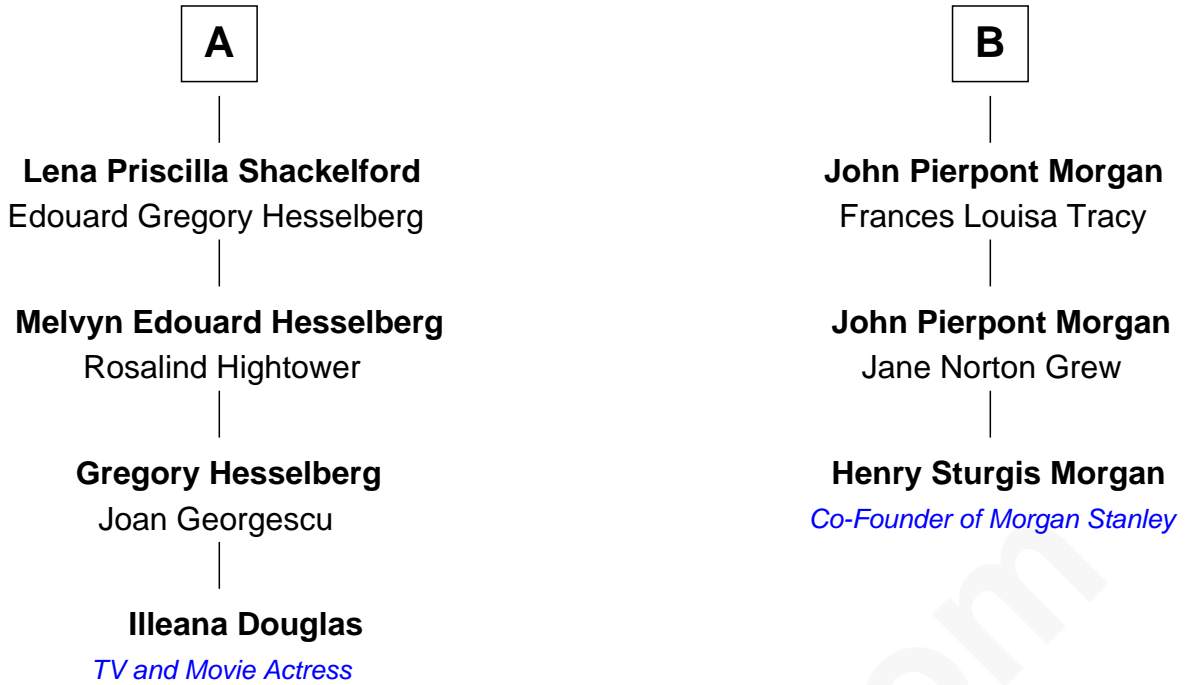 A
Lena Priscilla Shackelford
Edouard Gregory Hesselberg
Melvyn Edouard Hesselberg
Rosalind Hightower
Gregory Hesselberg
Joan Georgescu
Illeana Douglas
TV and Movie Actress
B
John Pierpont Morgan
Frances Louisa Tracy
John Pierpont Morgan
Jane Norton Grew
Henry Sturgis Morgan
Co-Founder of Morgan Stanley
om